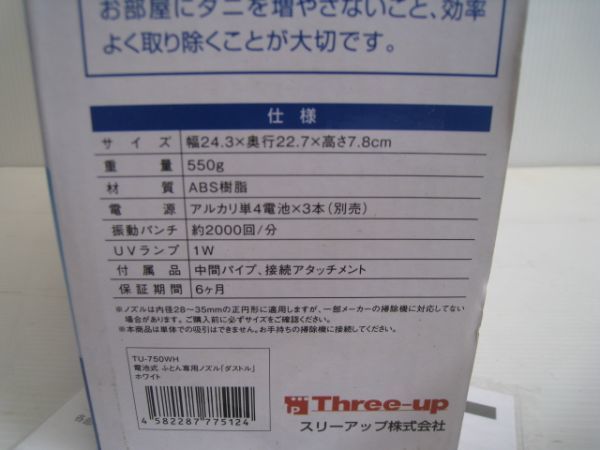 お部屋にダニを増やさないこと、効率
よく取り除くことが大切です。
仕様
サイズ 幅24.3×奥行22.7×高さ7.8cm
重量 550g
材質 ABS樹脂
電源 アルカリ単4電池×3本（別売）
振動パンチ 約2000回/分
UVランプ 1W
付属品 中間パイプ、接続アタッチメント
保証期間 6ヶ月
※ノズルは内径28〜35mmの正円形に適用しますが、一部メーカーの掃除機に対応してない
場合があります。ご購入前に必ずサイズをご確認ください。
※本商品は単体での吸引はできません。お手持ちの掃除機に接続してください。
TU-750WH
電池式 ふとん専用ノズル「ダストル」
ホワイト
4 582287 775124
Three-up
スリーアップ株式会社